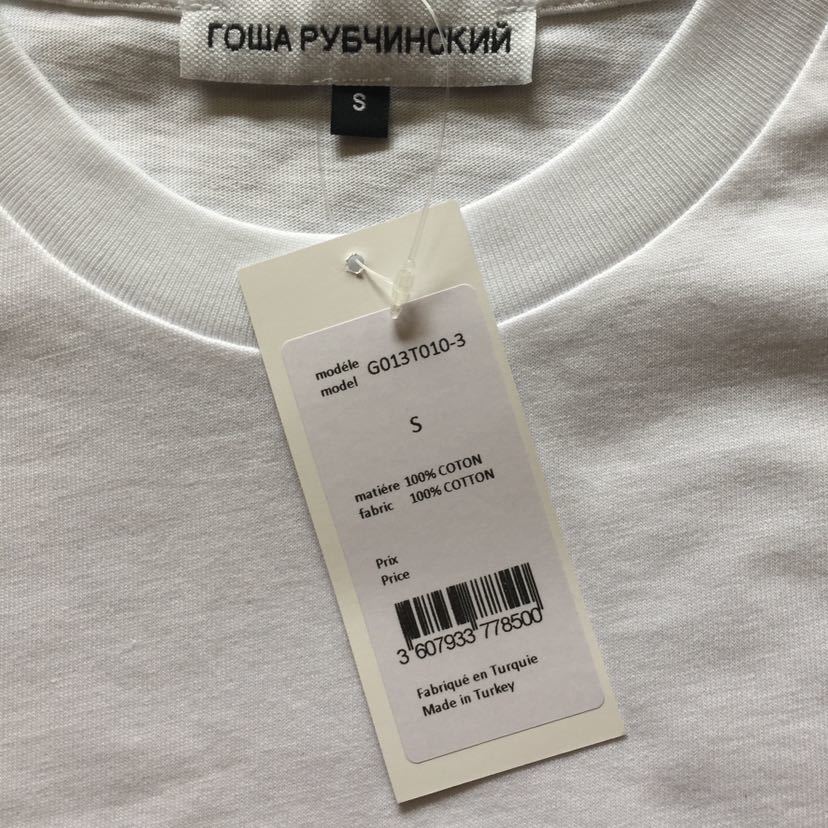 ГОША РУБЧИНСКИЙ
S
modéle G013T010-3
model
S
matiére 100% COTON
fabric 100% COTTON
Prix
Price
3 607933 778500
Fabriqué en Turquie
Made in Turkey